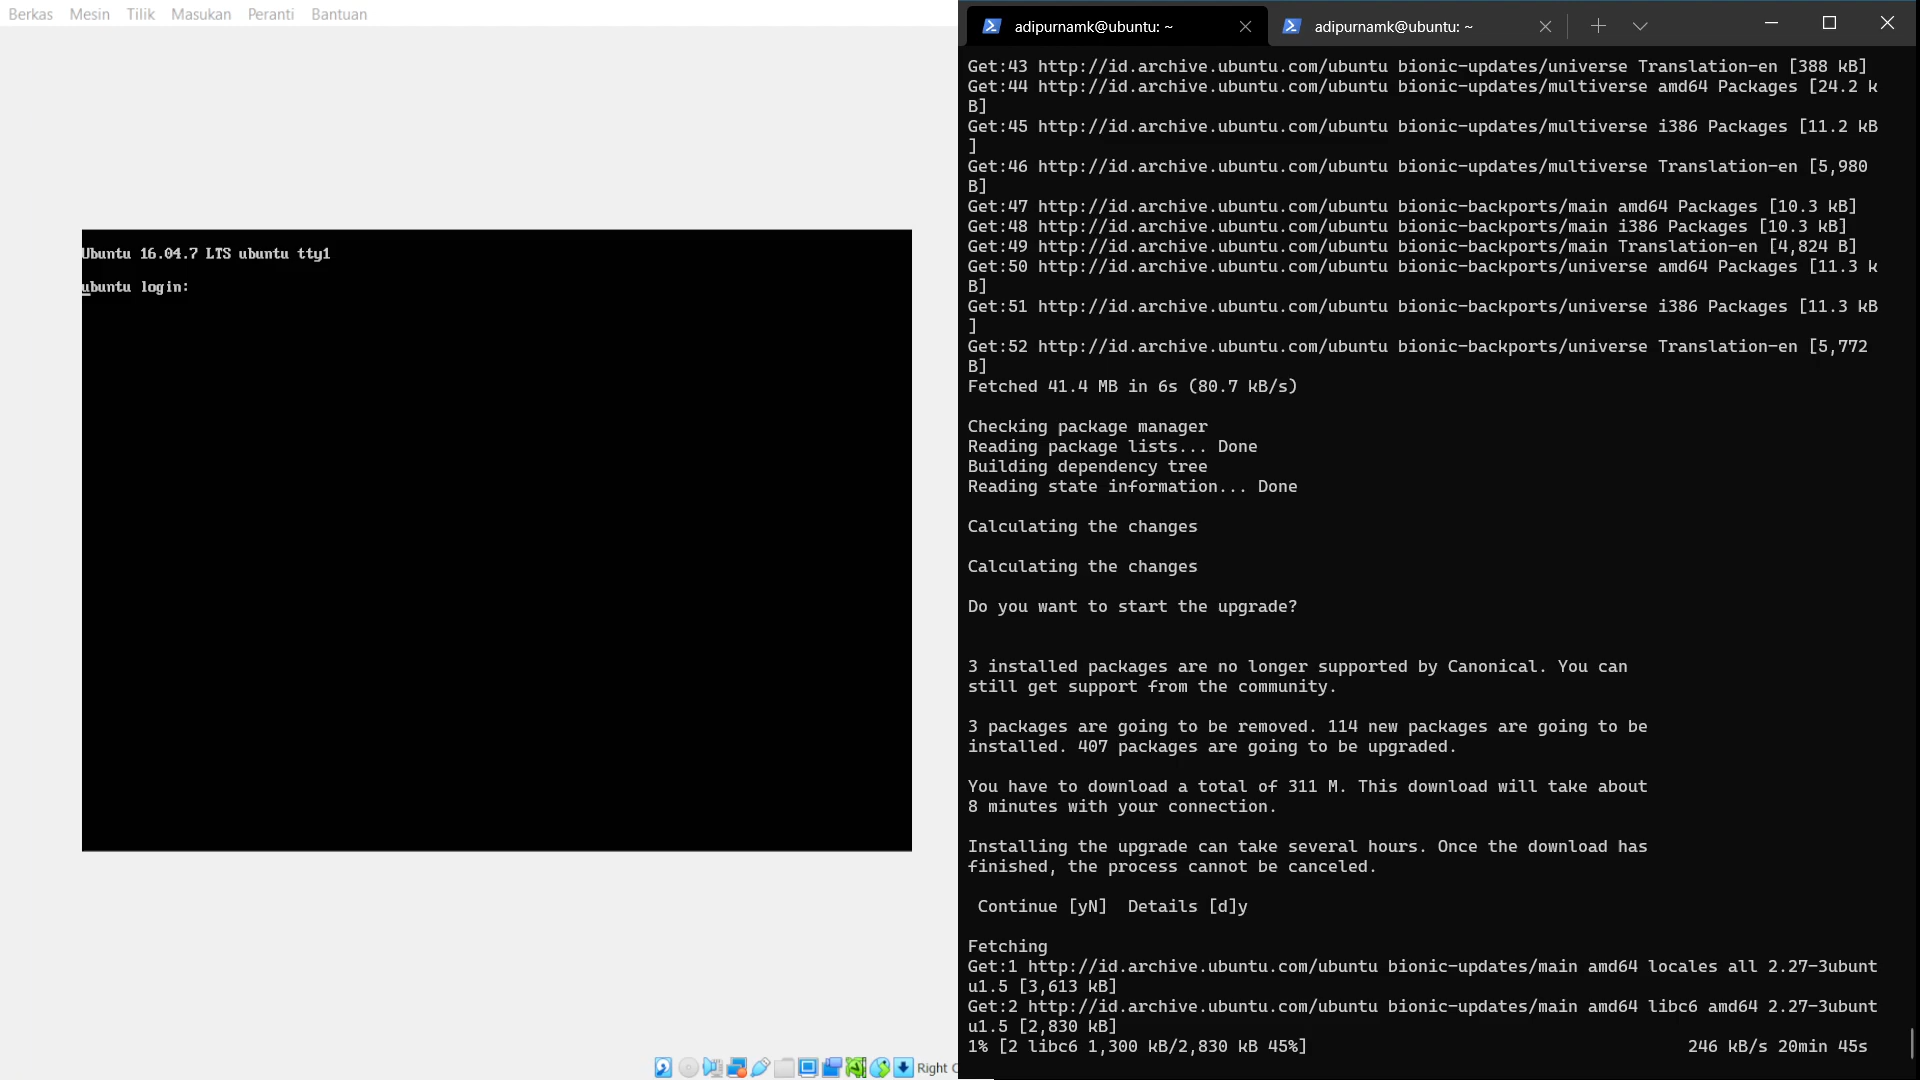 Berkas Mesin Tilik Masukan Peranti Bantuan
Ubuntu 16.04.7 LTS ubuntu tty1
ubuntu login:
Right C
adipurnamk@ubuntu: ~
adipurnamk@ubuntu: ~
Get:43 http://id.archive.ubuntu.com/ubuntu bionic-updates/universe Translation-en [388 kB]
Get:44 http://id.archive.ubuntu.com/ubuntu bionic-updates/multiverse amd64 Packages [24.2 k
B]
Get:45 http://id.archive.ubuntu.com/ubuntu bionic-updates/multiverse i386 Packages [11.2 kB
]
Get:46 http://id.archive.ubuntu.com/ubuntu bionic-updates/multiverse Translation-en [5,980
B]
Get:47 http://id.archive.ubuntu.com/ubuntu bionic-backports/main amd64 Packages [10.3 kB]
Get:48 http://id.archive.ubuntu.com/ubuntu bionic-backports/main i386 Packages [10.3 kB]
Get:49 http://id.archive.ubuntu.com/ubuntu bionic-backports/main Translation-en [4,824 B]
Get:50 http://id.archive.ubuntu.com/ubuntu bionic-backports/universe amd64 Packages [11.3 k
B]
Get:51 http://id.archive.ubuntu.com/ubuntu bionic-backports/universe i386 Packages [11.3 kB
]
Get:52 http://id.archive.ubuntu.com/ubuntu bionic-backports/universe Translation-en [5,772
B]
Fetched 41.4 MB in 6s (80.7 kB/s)
Checking package manager
Reading package lists... Done
Building dependency tree
Reading state information... Done
Calculating the changes
Calculating the changes
Do you want to start the upgrade?
3 installed packages are no longer supported by Canonical. You can
still get support from the community.
3 packages are going to be removed. 114 new packages are going to be
installed. 407 packages are going to be upgraded.
You have to download a total of 311 M. This download will take about
8 minutes with your connection.
Installing the upgrade can take several hours. Once the download has
finished, the process cannot be canceled.
Continue [yN]  Details [d]y
Fetching
Get:1 http://id.archive.ubuntu.com/ubuntu bionic-updates/main amd64 locales all 2.27-3ubunt
u1.5 [3,613 kB]
Get:2 http://id.archive.ubuntu.com/ubuntu bionic-updates/main amd64 libc6 amd64 2.27-3ubunt
u1.5 [2,830 kB]
1% [2 libc6 1,300 kB/2,830 kB 45%] 246 kB/s 20min 45s